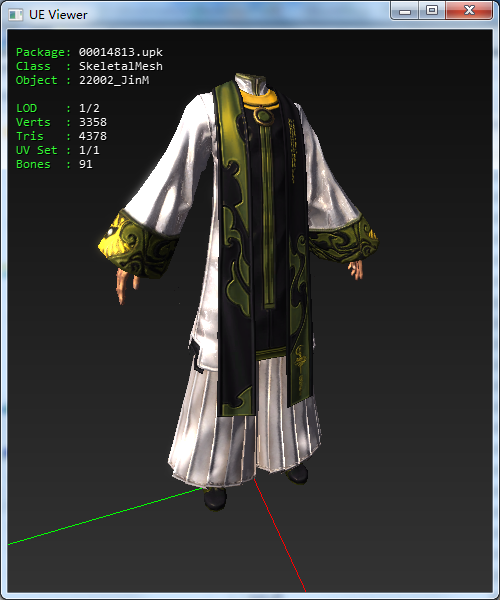 UE Viewer
Package: 00014813.upk
Class  : SkeletalMesh
Object : 22002_JinM
LOD    : 1/2
Verts  : 3358
Tris   : 4378
UV Set : 1/1
Bones  : 91